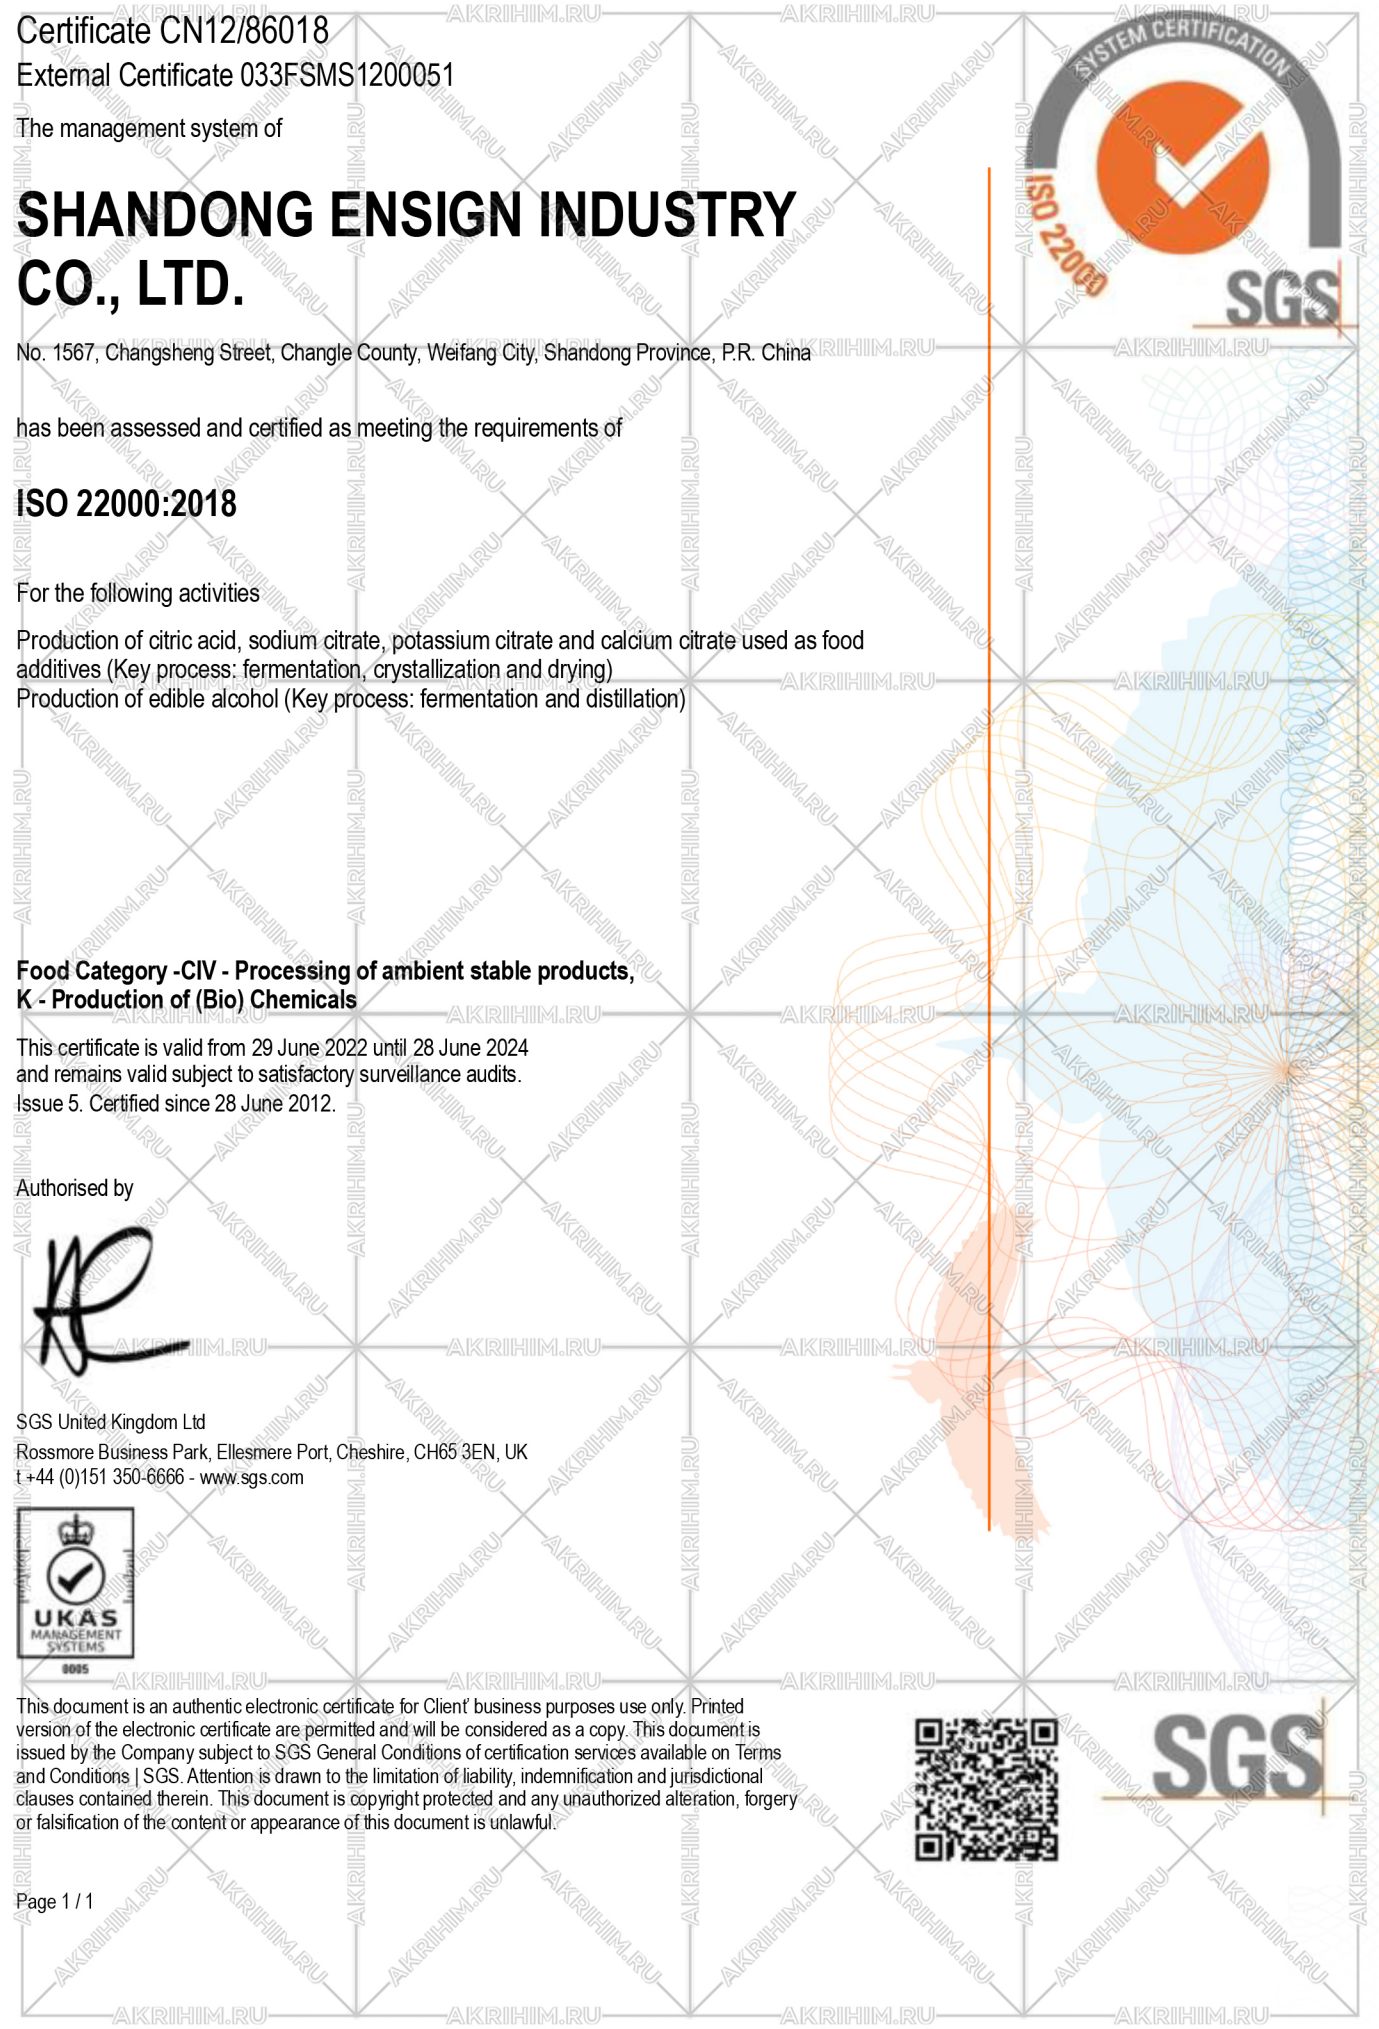 Certificate CN12/86018
External Certificate 033FSMS1200051
The management system of
SHANDONG ENSIGN INDUSTRY
CO., LTD.
No. 1567, Changsheng Street, Changle County, Weifang City, Shandong Province, P.R. China
has been assessed and certified as meeting the requirements of
ISO 22000:2018
For the following activities
Production of citric acid, sodium citrate, potassium citrate and calcium citrate used as food
additives (Key process: fermentation, crystallization and drying)
Production of edible alcohol (Key process: fermentation and distillation)
Food Category -CIV - Processing of ambient stable products,
K - Production of (Bio) Chemicals
This certificate is valid from 29 June 2022 until 28 June 2024
and remains valid subject to satisfactory surveillance audits.
Issue 5. Certified since 28 June 2012.
Authorised by
SGS United Kingdom Ltd
Rossmore Business Park, Ellesmere Port, Cheshire, CH65 3EN, UK
t +44 (0)151 350-6666 - www.sgs.com
UKAS
MANAGEMENT
SYSTEMS
0005
This document is an authentic electronic certificate for Client' business purposes use only. Printed
version of the electronic certificate are permitted and will be considered as a copy. This document is
issued by the Company subject to SGS General Conditions of certification services available on Terms
and Conditions | SGS. Attention is drawn to the limitation of liability, indemnification and jurisdictional
clauses contained therein. This document is copyright protected and any unauthorized alteration, forgery
or falsification of the content or appearance of this document is unlawful.
Page 1 / 1
SYSTEM CERTIFICATION
ISO 22000
SGS
SGS
AKRIHIM.RU